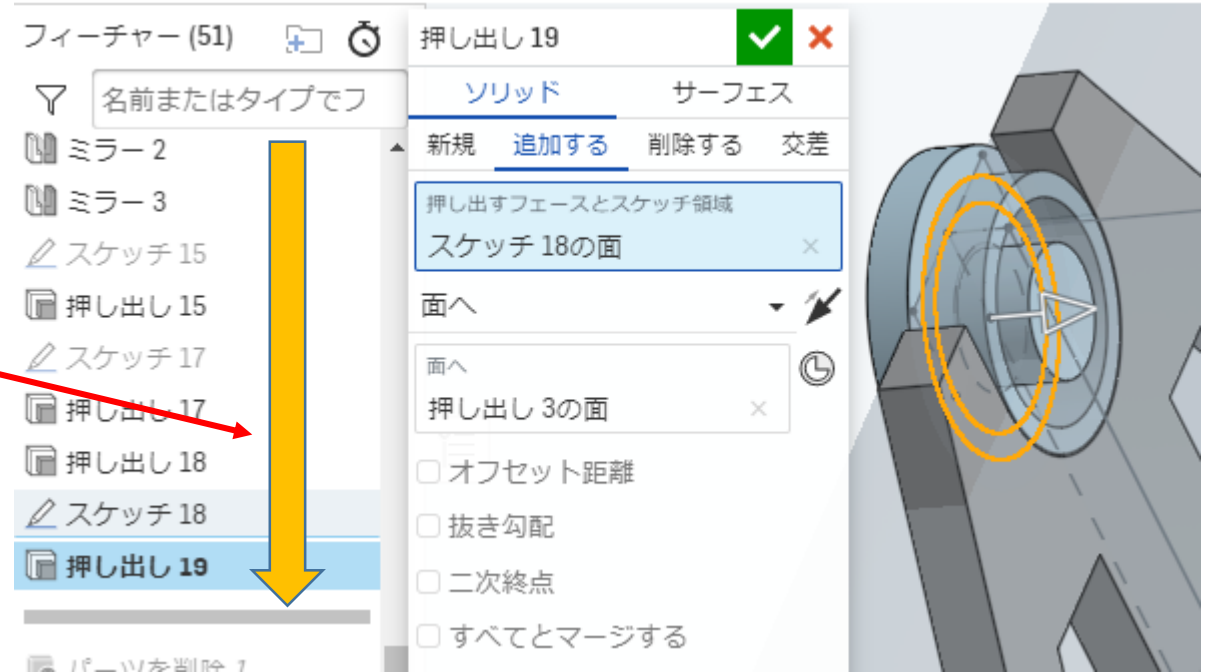 フィーチャー (51)
名前またはタイプでフ
ミラー 2
ミラー 3
スケッチ 15
押し出し 15
スケッチ 17
押し出し 17
押し出し 18
スケッチ 18
押し出し 19
パーツを削除 1
押し出し 19
ソリッド サーフェス
新規 追加する 削除する 交差
押し出すフェースとスケッチ領域
スケッチ 18の面
面へ
面へ
押し出し 3の面
オフセット距離
抜き勾配
二次終点
すべてとマージする